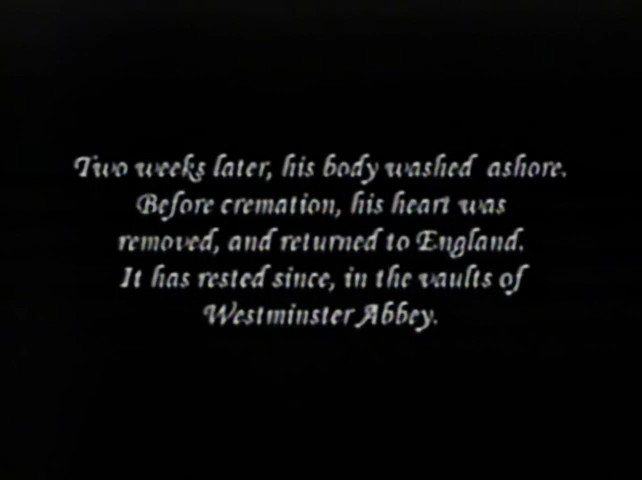 Two weeks later, his body washed ashore.
Before cremation, his heart was
removed, and returned to England.
It has rested since, in the vaults of
Westminster Abbey.